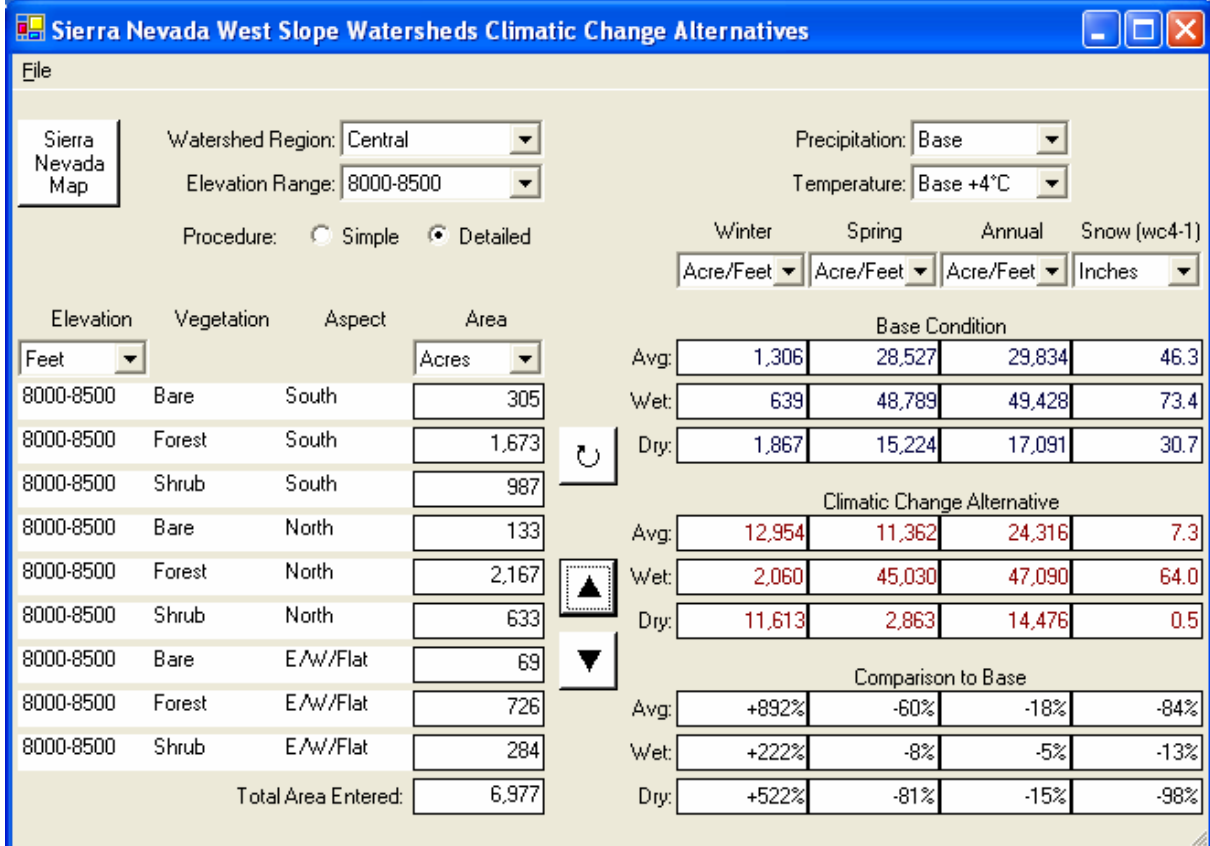 Sierra Nevada West Slope Watersheds Climatic Change Alternatives
File
Sierra
Nevada
Map
Watershed Region: Central
Elevation Range: 8000-8500
Procedure: Simple Detailed
Precipitation: Base
Temperature: Base +4°C
Winter Spring Annual Snow (wc4-1)
Acre/Feet Acre/Feet Acre/Feet Inches
Elevation Vegetation Aspect Area
Feet Acres
8000-8500 Bare South 305
8000-8500 Forest South 1,673
8000-8500 Shrub South 987
8000-8500 Bare North 133
8000-8500 Forest North 2,167
8000-8500 Shrub North 633
8000-8500 Bare E/W/Flat 69
8000-8500 Forest E/W/Flat 726
8000-8500 Shrub E/W/Flat 284
Total Area Entered: 6,977
Base Condition
Avg: 1,306 28,527 29,834 46.3
Wet: 639 48,789 49,428 73.4
Dry: 1,867 15,224 17,091 30.7
Climatic Change Alternative
Avg: 12,954 11,362 24,316 7.3
Wet: 2,060 45,030 47,090 64.0
Dry: 11,613 2,863 14,476 0.5
Comparison to Base
Avg: +892% -60% -18% -84%
Wet: +222% -8% -5% -13%
Dry: +522% -81% -15% -98%